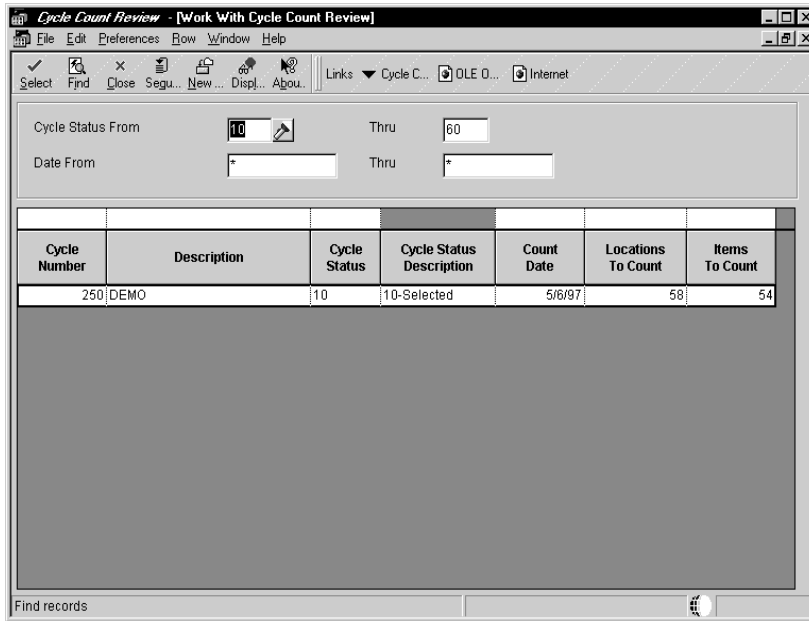 Cycle Count Review - [Work With Cycle Count Review]
File Edit Preferences Row Window Help
Select Find Close Sequ... New ... Displ... Abou.. Links Cycle C... OLE O... Internet
Cycle Status From 10 Thru 60
Date From * Thru *
Cycle Number Description Cycle Status Cycle Status Description Count Date Locations To Count Items To Count
250 DEMO 10 10-Selected 5/6/97 58 54
Find records